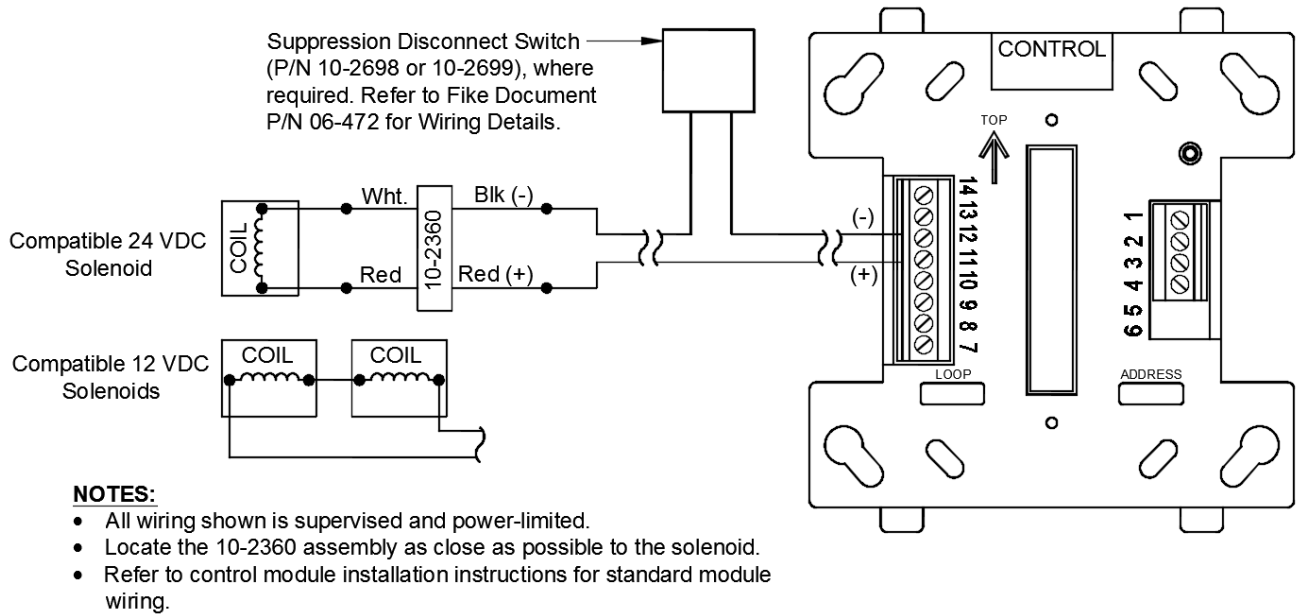 Suppression Disconnect Switch
(P/N 10-2698 or 10-2699), where
required. Refer to Fike Document
P/N 06-472 for Wiring Details.
CONTROL
TOP
Wht.
Blk (-)
10-2360
COIL
Compatible 24 VDC
Solenoid
Red
Red (+)
(-)
(+)
14 13 12 11 10 9 8 7
6 5 4 3 2 1
Compatible 12 VDC
Solenoids
COIL
COIL
LOOP
ADDRESS
NOTES:
• All wiring shown is supervised and power-limited.
• Locate the 10-2360 assembly as close as possible to the solenoid.
• Refer to control module installation instructions for standard module
wiring.